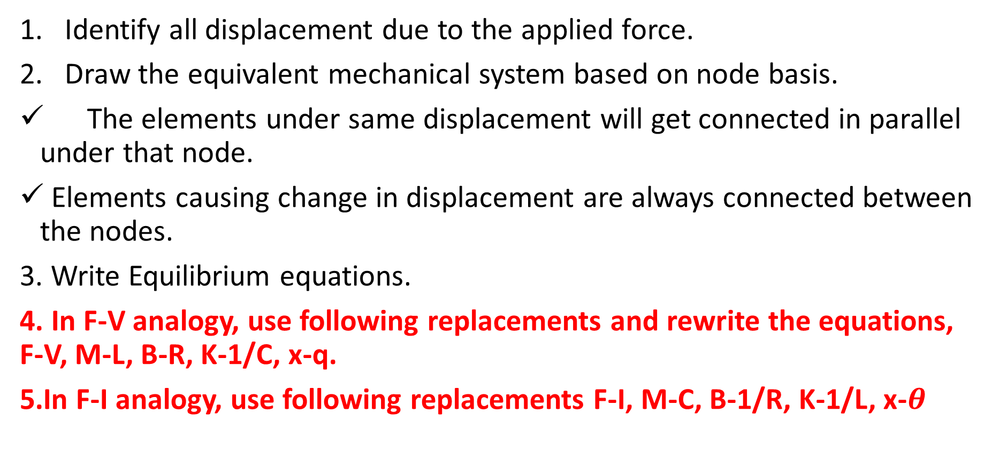 1. Identify all displacement due to the applied force.
2. Draw the equivalent mechanical system based on node basis.
✓ The elements under same displacement will get connected in parallel
under that node.
✓ Elements causing change in displacement are always connected between
the nodes.
3. Write Equilibrium equations.
4. In F-V analogy, use following replacements and rewrite the equations,
F-V, M-L, B-R, K-1/C, x-q.
5.In F-I analogy, use following replacements F-I, M-C, B-1/R, K-1/L, x-θ